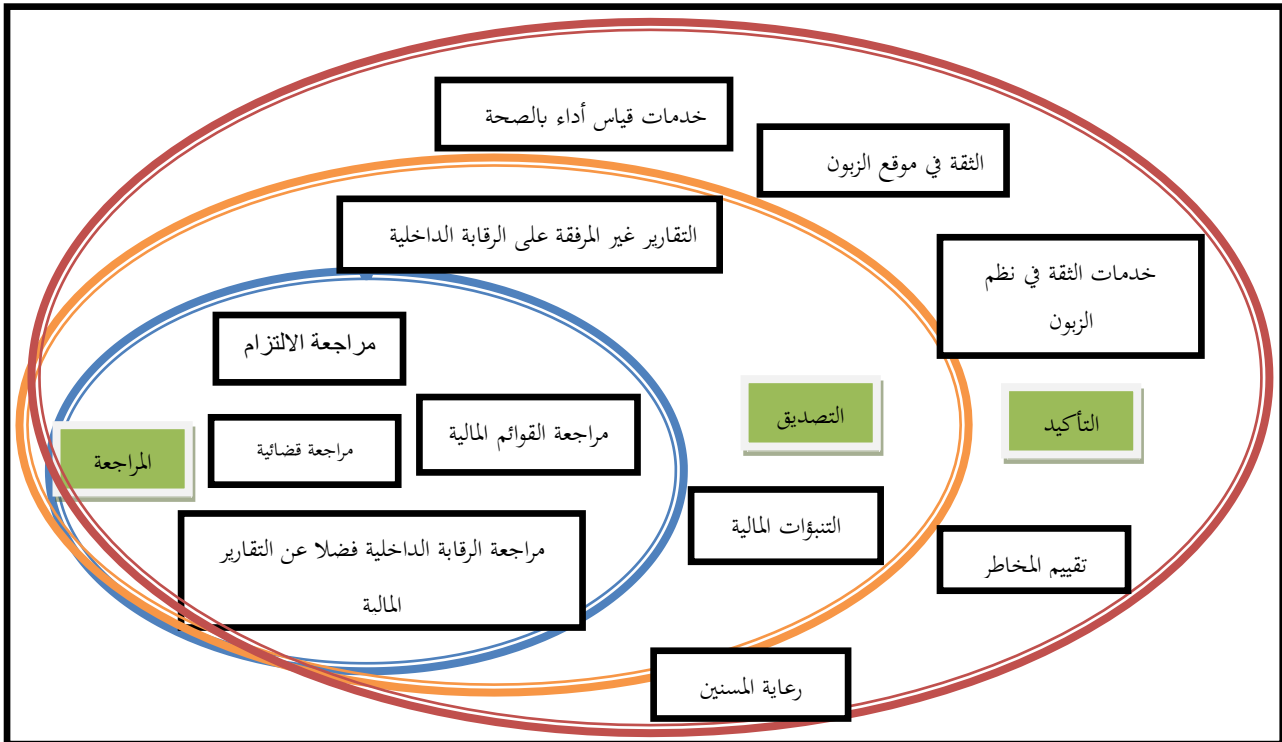 خدمات قياس أداء بالصحة
الثقة في موقع الزبون
التقارير غير المرفقة على الرقابة الداخلية
خدمات الثقة في نظم
الزبون
مراجعة الالتزام
مراجعة القوائم المالية
مراجعة قضائية
المراجعة
التصديق
التأكيد
مراجعة الرقابة الداخلية فضلا عن التقارير
المالية
التنبؤات المالية
تقييم المخاطر
رعاية المسنين